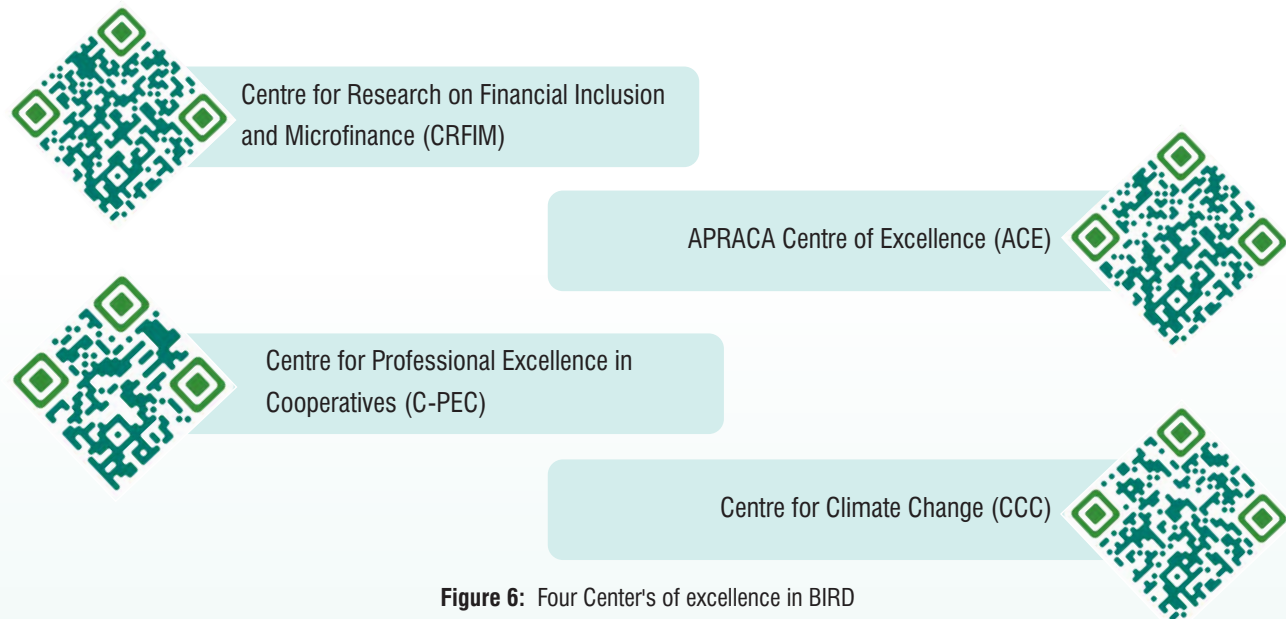 Centre for Research on Financial Inclusion
and Microfinance (CRFIM)
APRACA Centre of Excellence (ACE)
Centre for Professional Excellence in
Cooperatives (C-PEC)
Centre for Climate Change (CCC)
Figure 6: Four Center's of excellence in BIRD